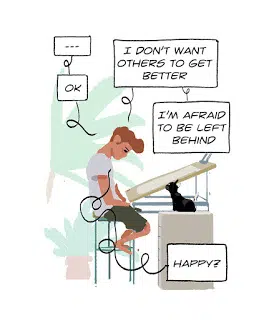 ---
I DON'T WANT
OTHERS TO GET
BETTER
OK
I'M AFRAID
TO BE LEFT
BEHIND
HAPPY?